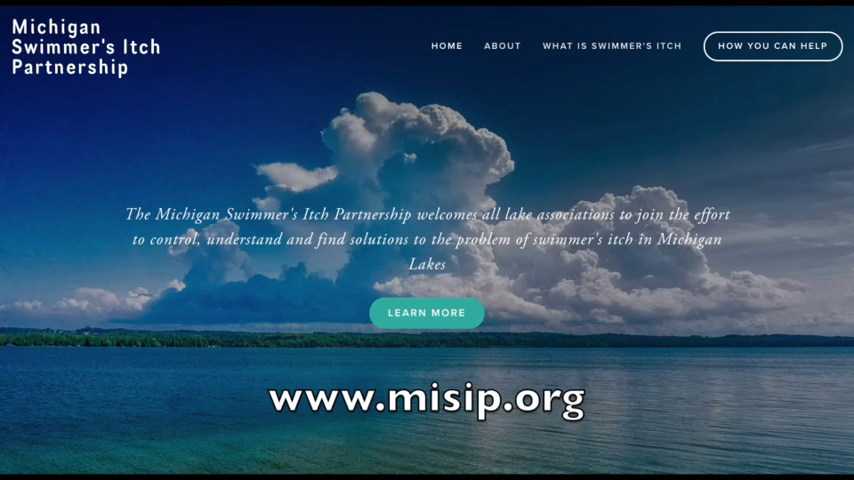 Michigan
Swimmer's Itch
Partnership
HOME ABOUT WHAT IS SWIMMER'S ITCH HOW YOU CAN HELP
The Michigan Swimmer's Itch Partnership welcomes all lake associations to join the effort
to control, understand and find solutions to the problem of swimmer's itch in Michigan
Lakes
LEARN MORE
www.misip.org